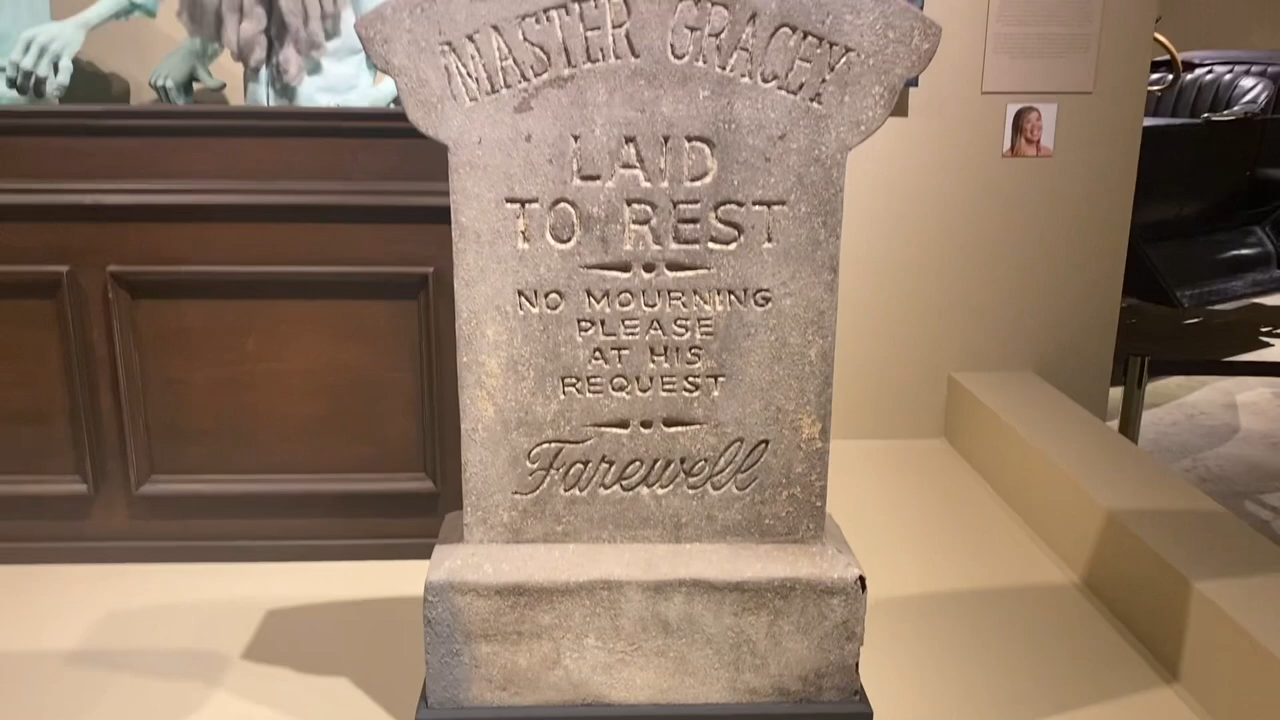 MASTER GRACEY
LAID
TO REST
NO MOURNING
PLEASE
AT HIS
REQUEST
Farewell